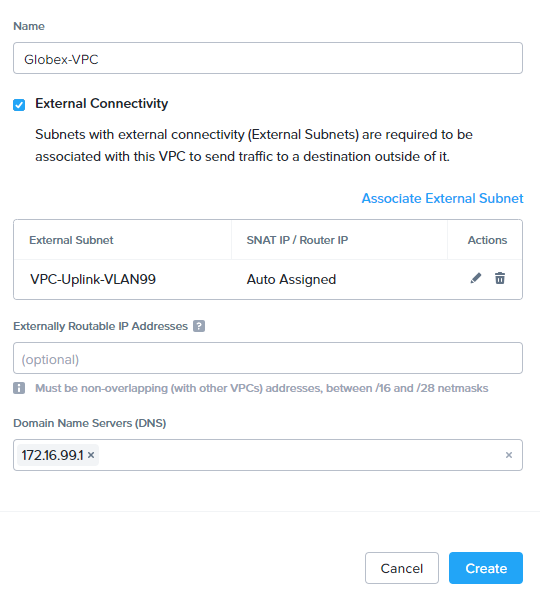 Name
Globex-VPC
External Connectivity
Subnets with external connectivity (External Subnets) are required to be
associated with this VPC to send traffic to a destination outside of it.
Associate External Subnet
External Subnet SNAT IP / Router IP Actions
VPC-Uplink-VLAN99 Auto Assigned
Externally Routable IP Addresses ?
(optional)
i Must be non-overlapping (with other VPCs) addresses, between /16 and /28 netmasks
Domain Name Servers (DNS)
172.16.99.1 × ×
Cancel Create